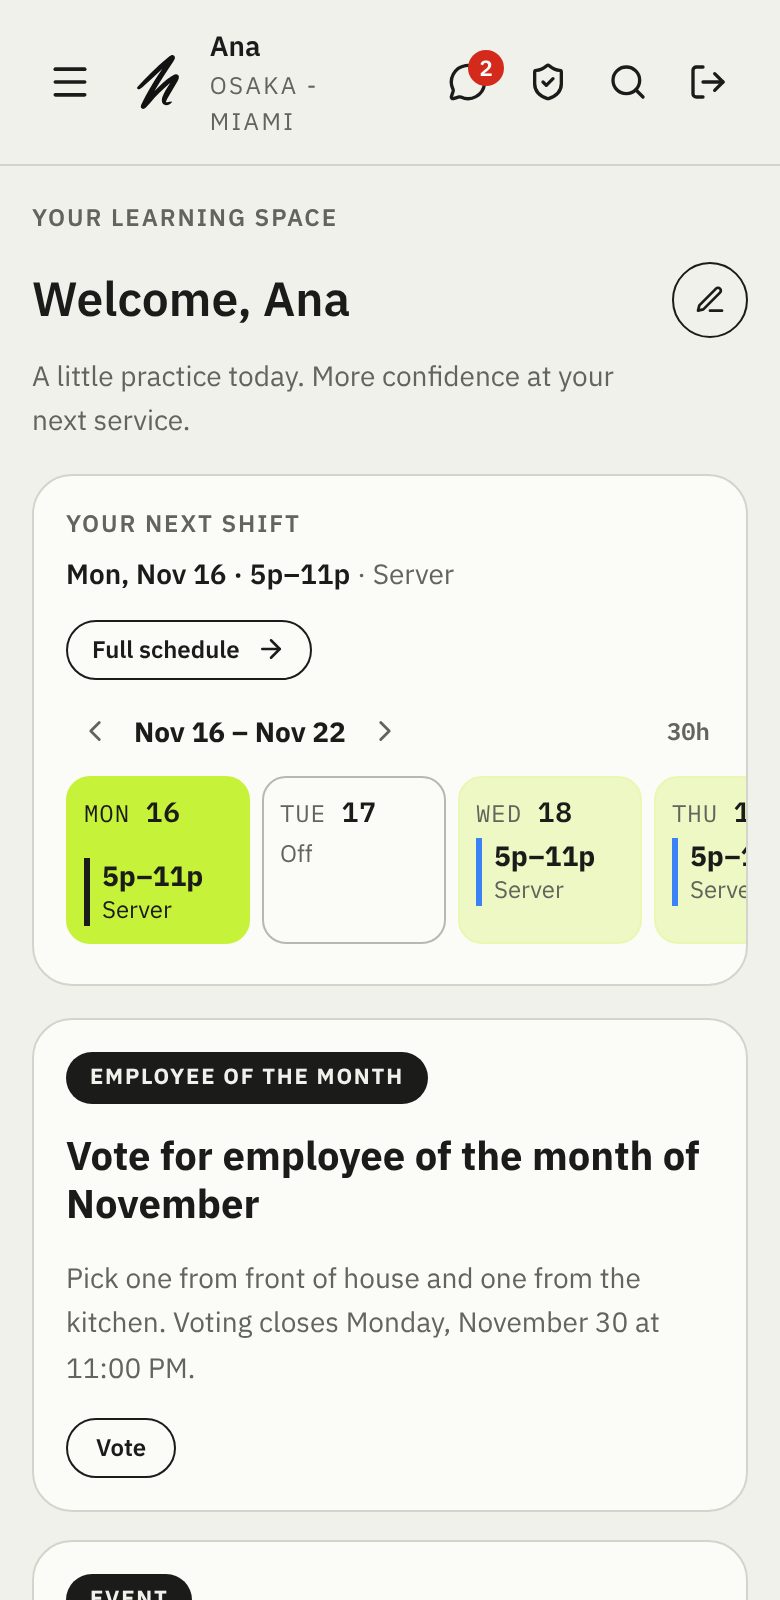 Ana
OSAKA -
MIAMI
2
YOUR LEARNING SPACE
Welcome, Ana
A little practice today. More confidence at your
next service.
YOUR NEXT SHIFT
Mon, Nov 16 · 5p–11p · Server
Full schedule
Nov 16 – Nov 22
30h
MON 16
5p–11p
Server
TUE 17
Off
WED 18
5p–11p
Server
THU
EMPLOYEE OF THE MONTH
Vote for employee of the month of
November
Pick one from front of house and one from the
kitchen. Voting closes Monday, November 30 at
11:00 PM.
Vote
EVENT